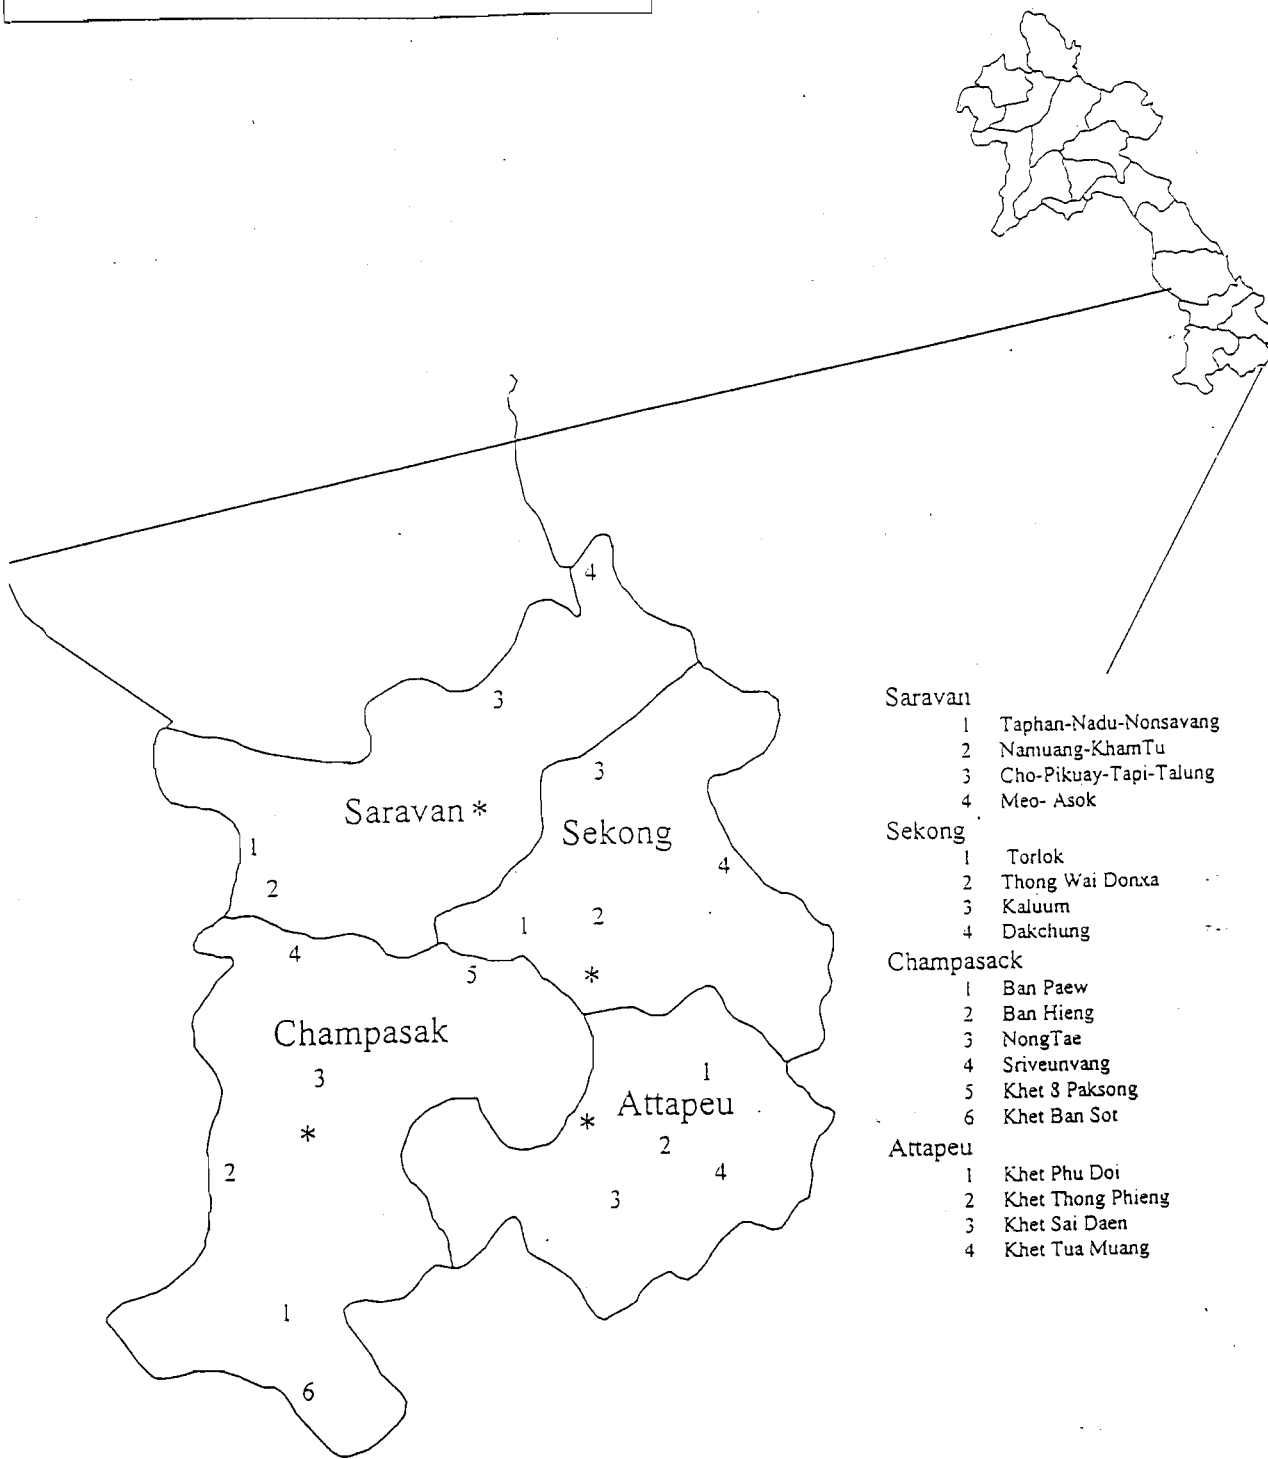 4
3
3
Saravan *
Sekong
1
4
2
1
2
4
5
*
Champasak
3
1
Attapeu
*
*
2
2
4
3
1
6
Saravan
1 Taphan-Nadu-Nonsavang
2 Namuang-KhamTu
3 Cho-Pikuay-Tapi-Talung
4 Meo- Asok
Sekong
1 Torlok
2 Thong Wai Donxa
3 Kaluum
4 Dakchung
Champasack
1 Ban Paew
2 Ban Hieng
3 NongTae
4 Sriveunvang
5 Khet 8 Paksong
6 Khet Ban Sot
Attapeu
1 Khet Phu Doi
2 Khet Thong Phieng
3 Khet Sai Daen
4 Khet Tua Muang